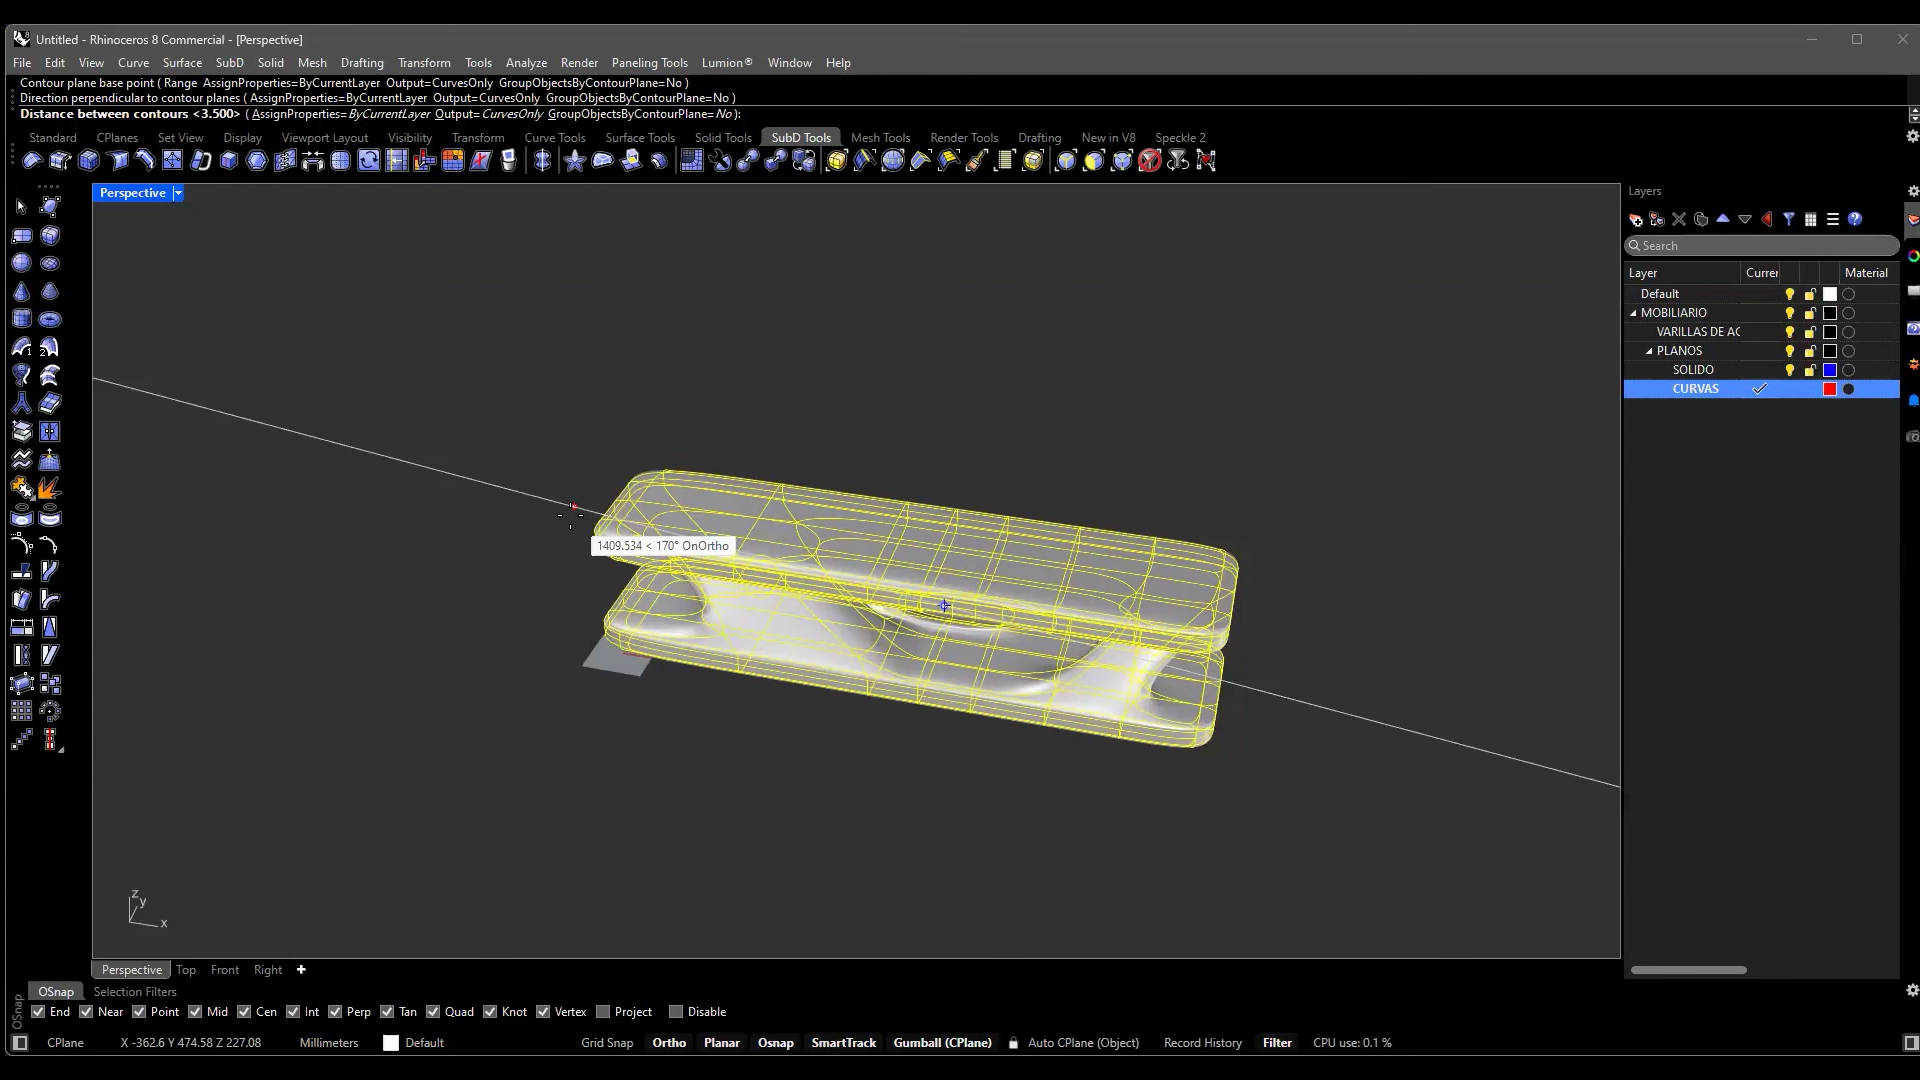 Untitled - Rhinoceros 8 Commercial - [Perspective]
File Edit View Curve Surface SubD Solid Mesh Drafting Transform Tools Analyze Render Paneling Tools Lumion® Window Help
Contour plane base point ( Range AssignProperties=ByCurrentLayer Output=CurvesOnly GroupObjectsByContourPlane=No )
Direction perpendicular to contour planes ( AssignProperties=ByCurrentLayer Output=CurvesOnly GroupObjectsByContourPlane=No )
Distance between contours <3.500> ( AssignProperties=ByCurrentLayer Output=CurvesOnly GroupObjectsByContourPlane=No ):
Standard CPlanes Set View Display Viewport Layout Visibility Transform Curve Tools Surface Tools Solid Tools SubD Tools Mesh Tools Render Tools Drafting New in V8 Speckle 2
Perspective
Layers
Search
Layer Currer Material
Default
MOBILIARIO
VARILLAS DE AC
PLANOS
SOLIDO
CURVAS
1409.534 < 170° OnOrtho
z
y
x
Perspective Top Front Right
OSnap Selection Filters
OSnap
End Near Point Mid Cen Int Perp Tan Quad Knot Vertex Project Disable
CPlane X -362.6 Y 474.58 Z 227.08 Millimeters Default Grid Snap Ortho Planar Osnap SmartTrack Gumball (CPlane) Auto CPlane (Object) Record History Filter CPU use: 0.1 %